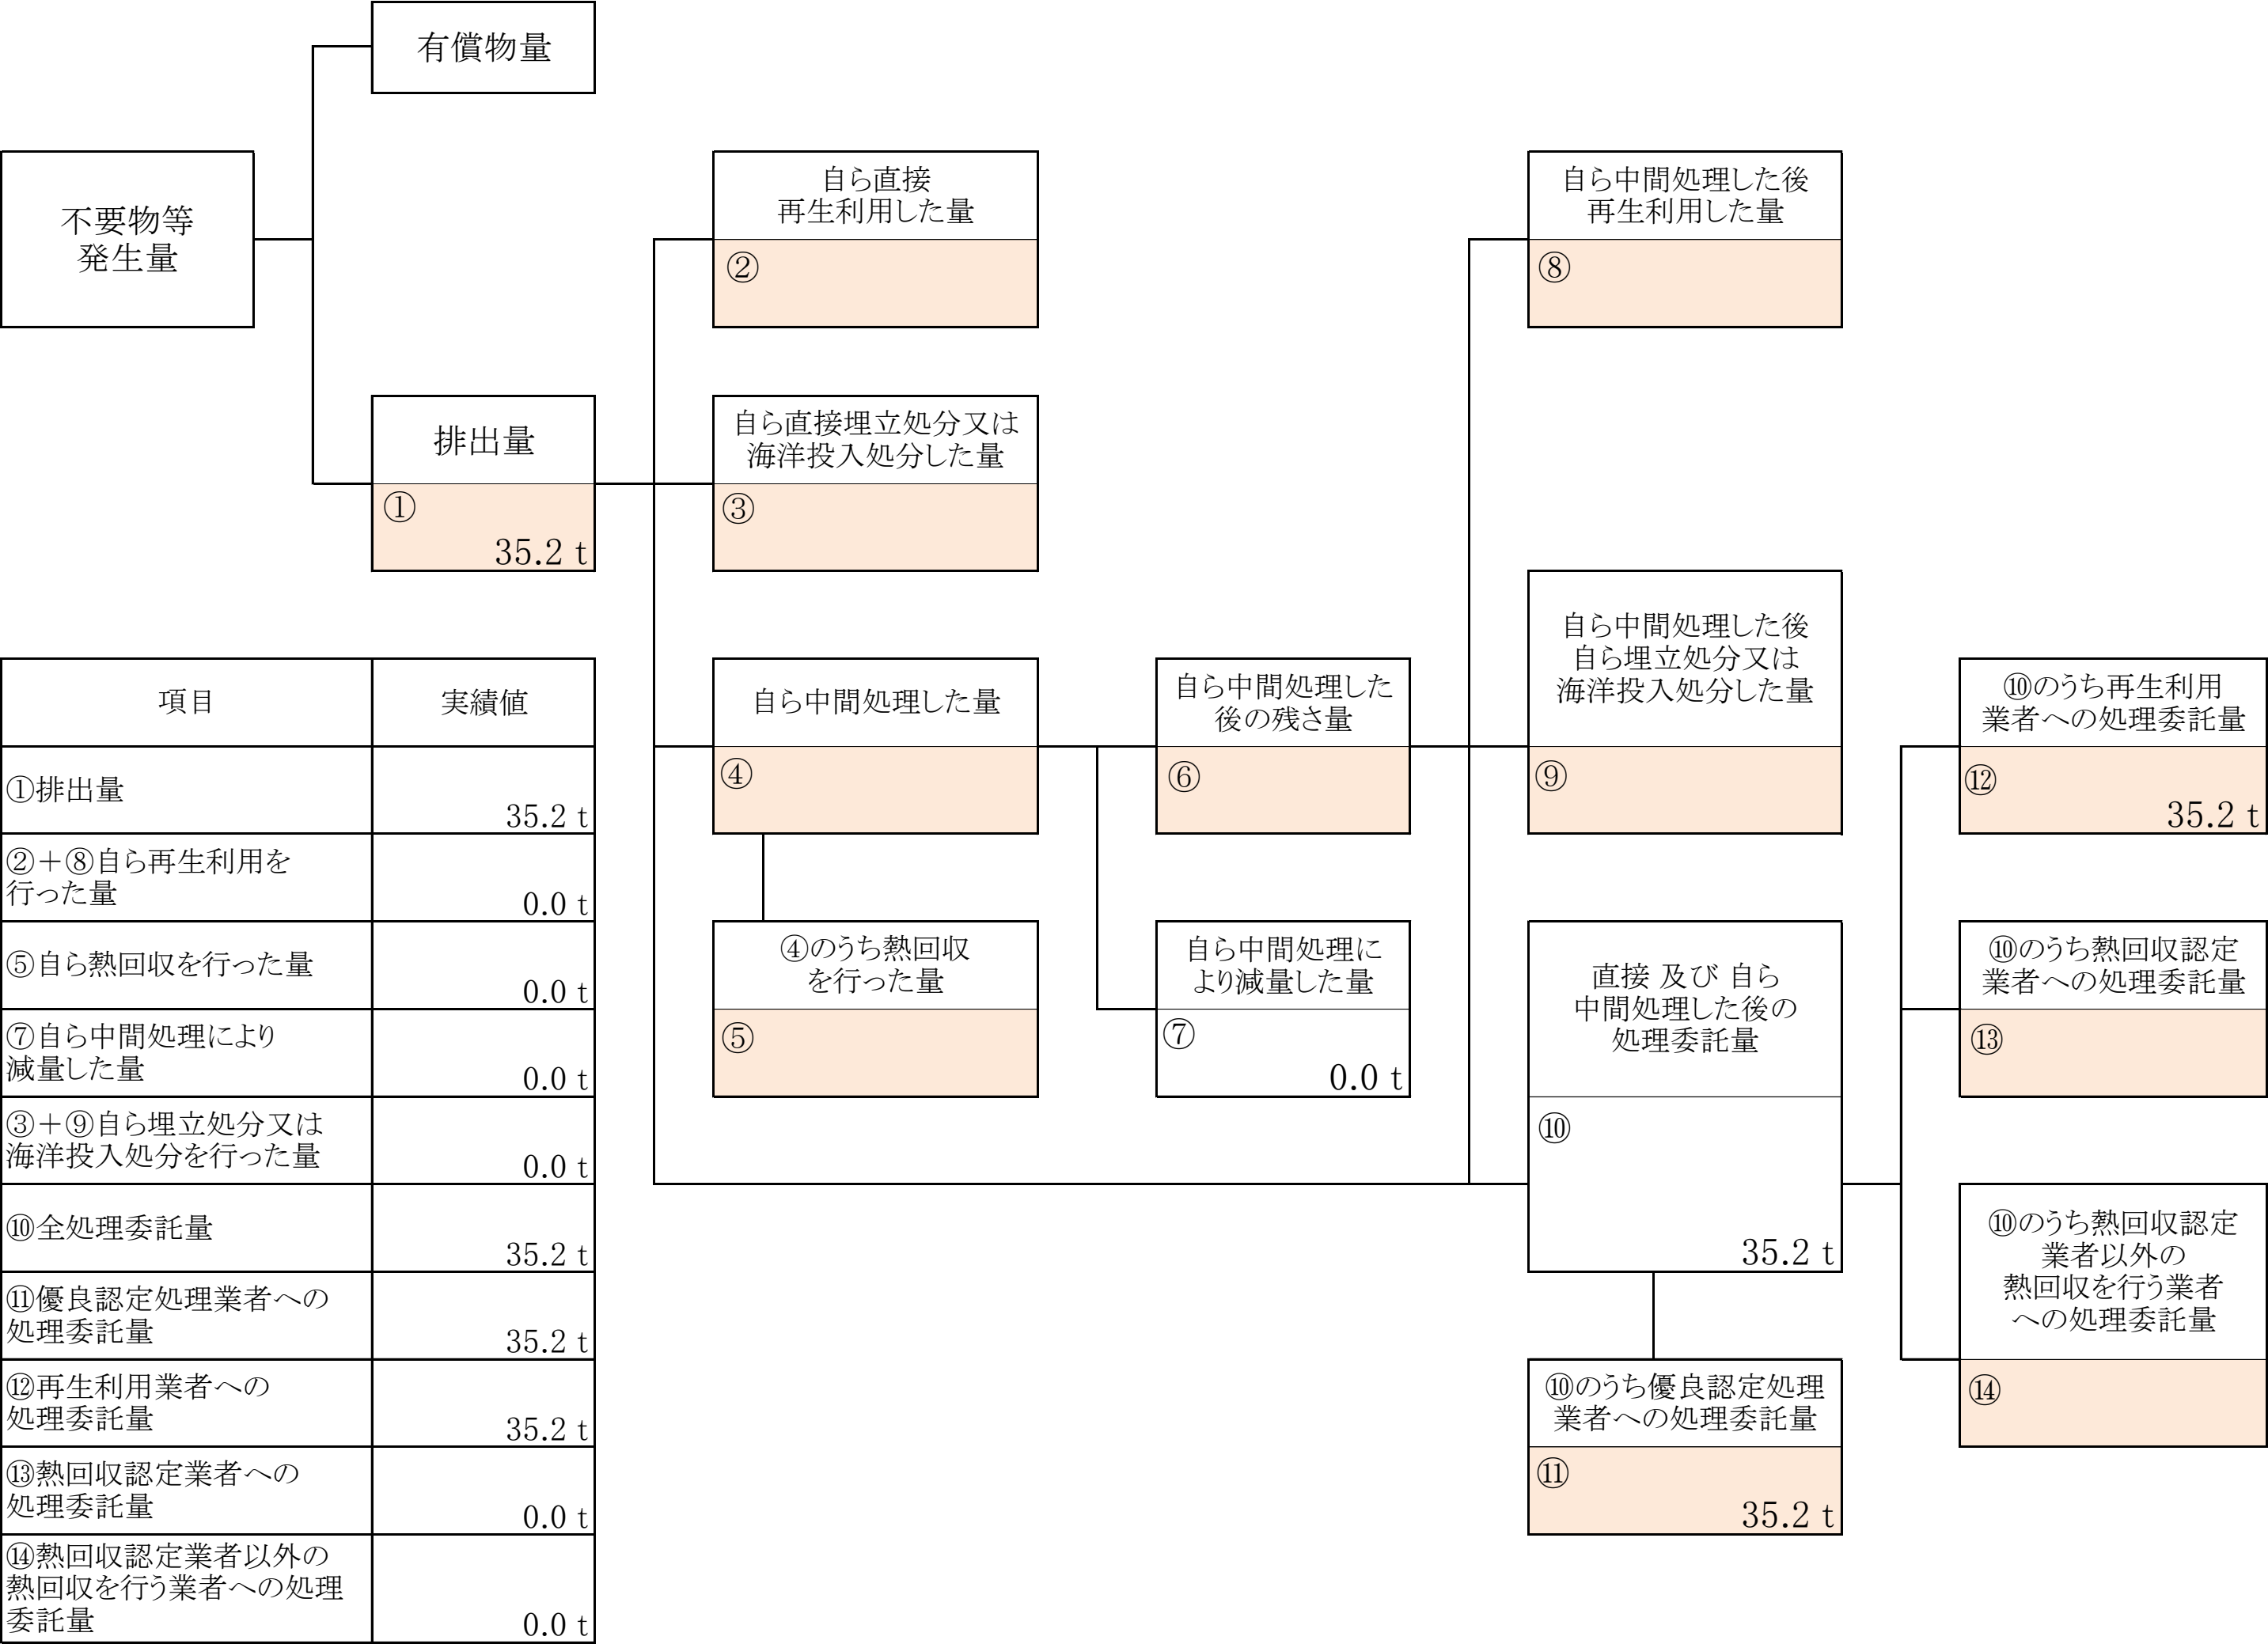 有償物量
不要物等
発生量
自ら直接
再生利用した量
②
自ら中間処理した後
再生利用した量
⑧
排出量
①
35.2 t
自ら直接埋立処分又は
海洋投入処分した量
③
自ら中間処理した量
④
自ら中間処理した
後の残さ量
⑥
自ら中間処理した後
自ら埋立処分又は
海洋投入処分した量
⑨
⑩のうち再生利用
業者への処理委託量
⑫
35.2 t
④のうち熱回収
を行った量
⑤
自ら中間処理に
より減量した量
⑦
0.0 t
直接 及び 自ら
中間処理した後の
処理委託量
⑩
35.2 t
⑩のうち熱回収認定
業者への処理委託量
⑬
⑩のうち熱回収認定
業者以外の
熱回収を行う業者
への処理委託量
⑭
⑩のうち優良認定処理
業者への処理委託量
⑪
35.2 t
項目
実績値
①排出量
35.2 t
②＋⑧自ら再生利用を
行った量
0.0 t
⑤自ら熱回収を行った量
0.0 t
⑦自ら中間処理により
減量した量
0.0 t
③＋⑨自ら埋立処分又は
海洋投入処分を行った量
0.0 t
⑩全処理委託量
35.2 t
⑪優良認定処理業者への
処理委託量
35.2 t
⑫再生利用業者への
処理委託量
35.2 t
⑬熱回収認定業者への
処理委託量
0.0 t
⑭熱回収認定業者以外の
熱回収を行う業者への処理
委託量
0.0 t